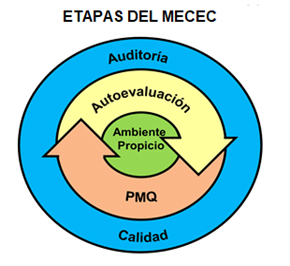 ETAPAS DEL MECEC
Auditoría
Autoevaluación
Ambiente
Propicio
PMQ
Calidad